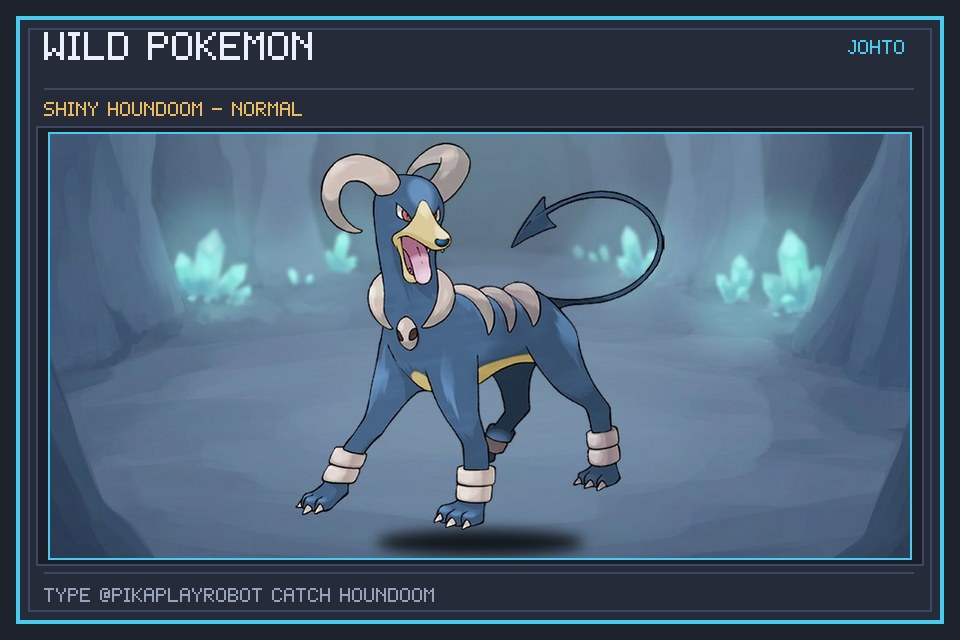 WILD POKEMON
JOHTO
SHINY HOUNDOOM - NORMAL
TYPE @PIKAPLAYROBOT CATCH HOUNDOOM